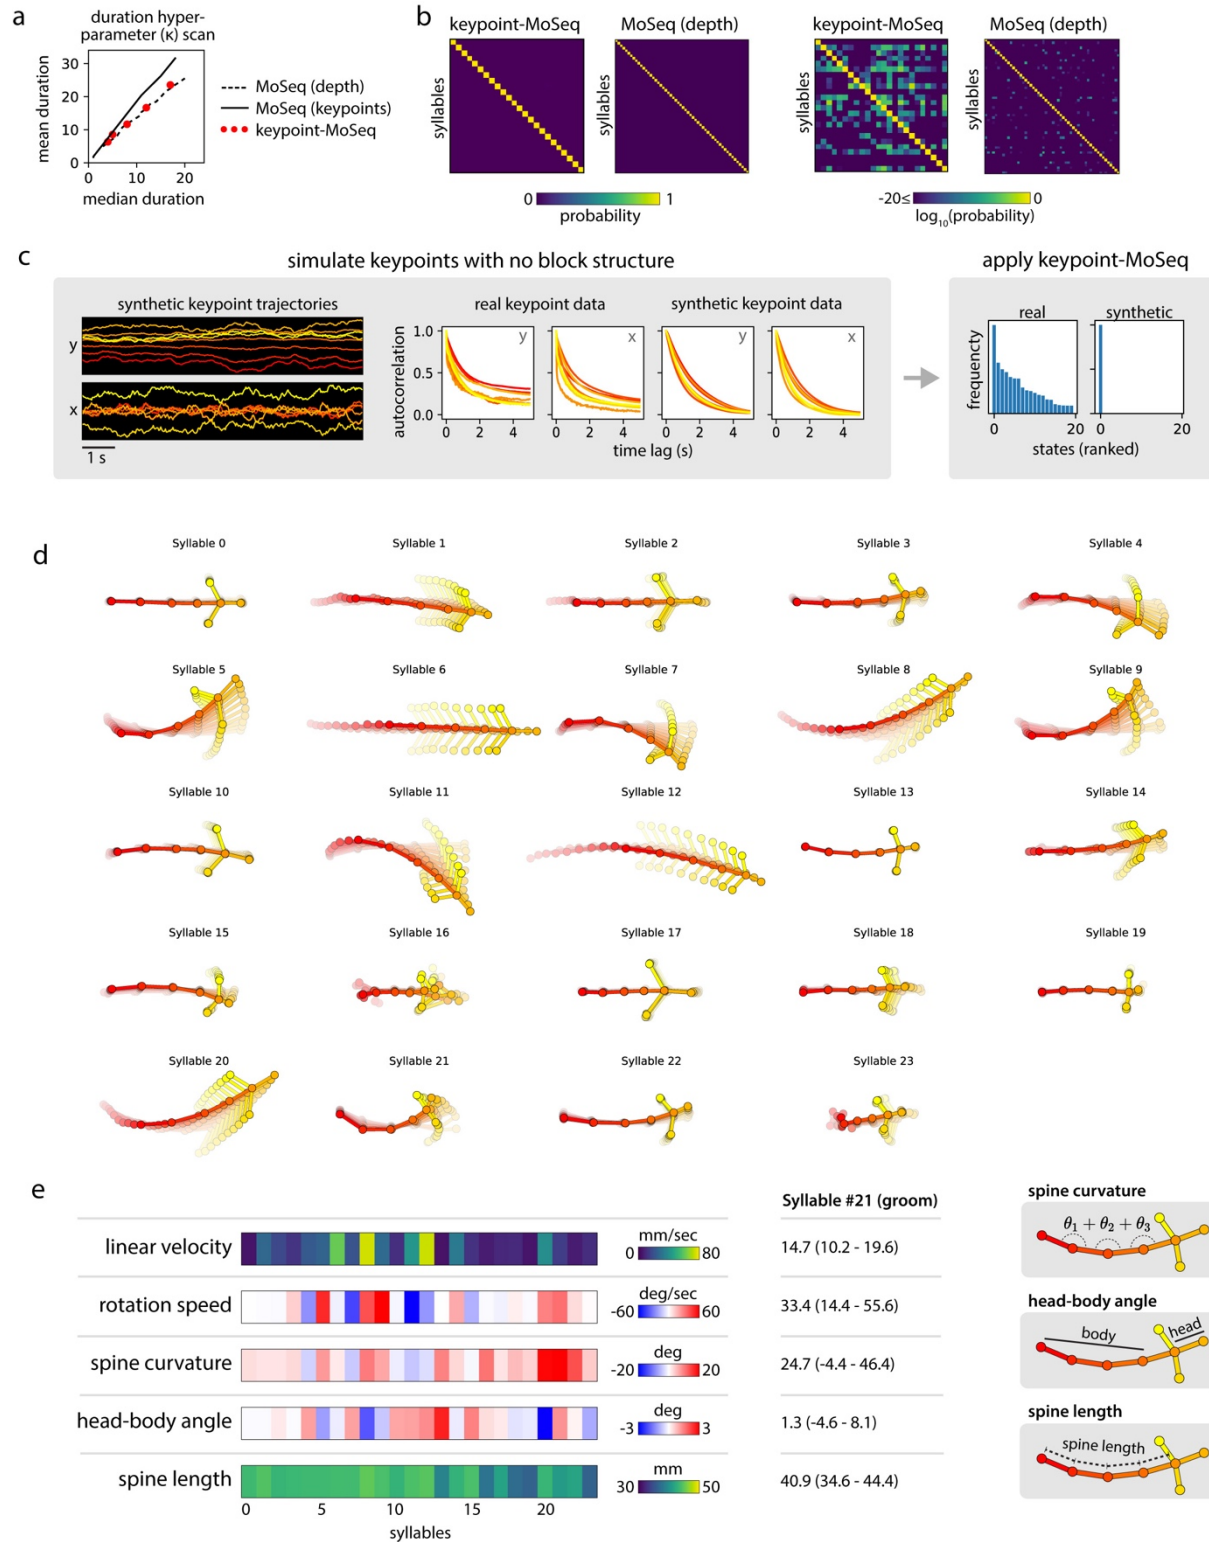 a
duration hyper-
parameter (κ) scan
mean duration
30
20
10
0
0
10
20
median duration
MoSeq (depth)
MoSeq (keypoints)
keypoint-MoSeq
b
keypoint-MoSeq
MoSeq (depth)
keypoint-MoSeq
MoSeq (depth)
syllables
syllables
syllables
syllables
0
1
probability
-20≤
0
log10(probability)
c
simulate keypoints with no block structure
apply keypoint-MoSeq
synthetic keypoint trajectories
real keypoint data
synthetic keypoint data
real
synthetic
y
x
1 s
autocorrelation
1.0
0.5
0.0
y
x
y
x
0 2 4
0 2 4
0 2 4
0 2 4
time lag (s)
frequency
0
20
0
20
states (ranked)
d
Syllable 0
Syllable 1
Syllable 2
Syllable 3
Syllable 4
Syllable 5
Syllable 6
Syllable 7
Syllable 8
Syllable 9
Syllable 10
Syllable 11
Syllable 12
Syllable 13
Syllable 14
Syllable 15
Syllable 16
Syllable 17
Syllable 18
Syllable 19
Syllable 20
Syllable 21
Syllable 22
Syllable 23
e
Syllable #21 (groom)
linear velocity
mm/sec
0
80
14.7 (10.2 - 19.6)
rotation speed
deg/sec
-60
60
33.4 (14.4 - 55.6)
spine curvature
deg
-20
20
24.7 (-4.4 - 46.4)
head-body angle
deg
-3
3
1.3 (-4.6 - 8.1)
spine length
mm
30
50
40.9 (34.6 - 44.4)
0
5
10
15
20
syllables
spine curvature
θ1 + θ2 + θ3
head-body angle
body
head
spine length
spine length